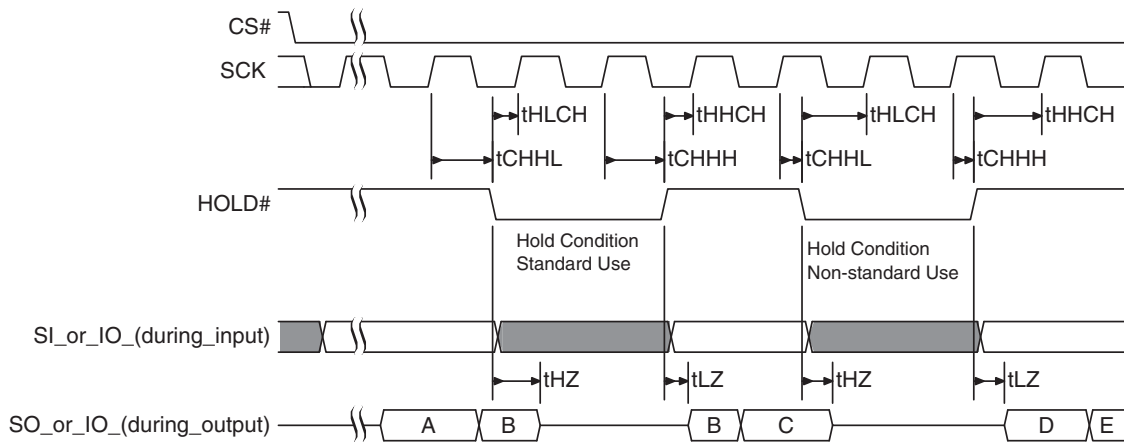 CS#
SCK
tHLCH
tHHCH
tHLCH
tHHCH
tCHHL
tCHHH
tCHHL
tCHHH
HOLD#
Hold Condition
Standard Use
Hold Condition
Non-standard Use
SI_or_IO_(during_input)
tHZ
tLZ
tHZ
tLZ
SO_or_IO_(during_output)
A
B
B
C
D
E